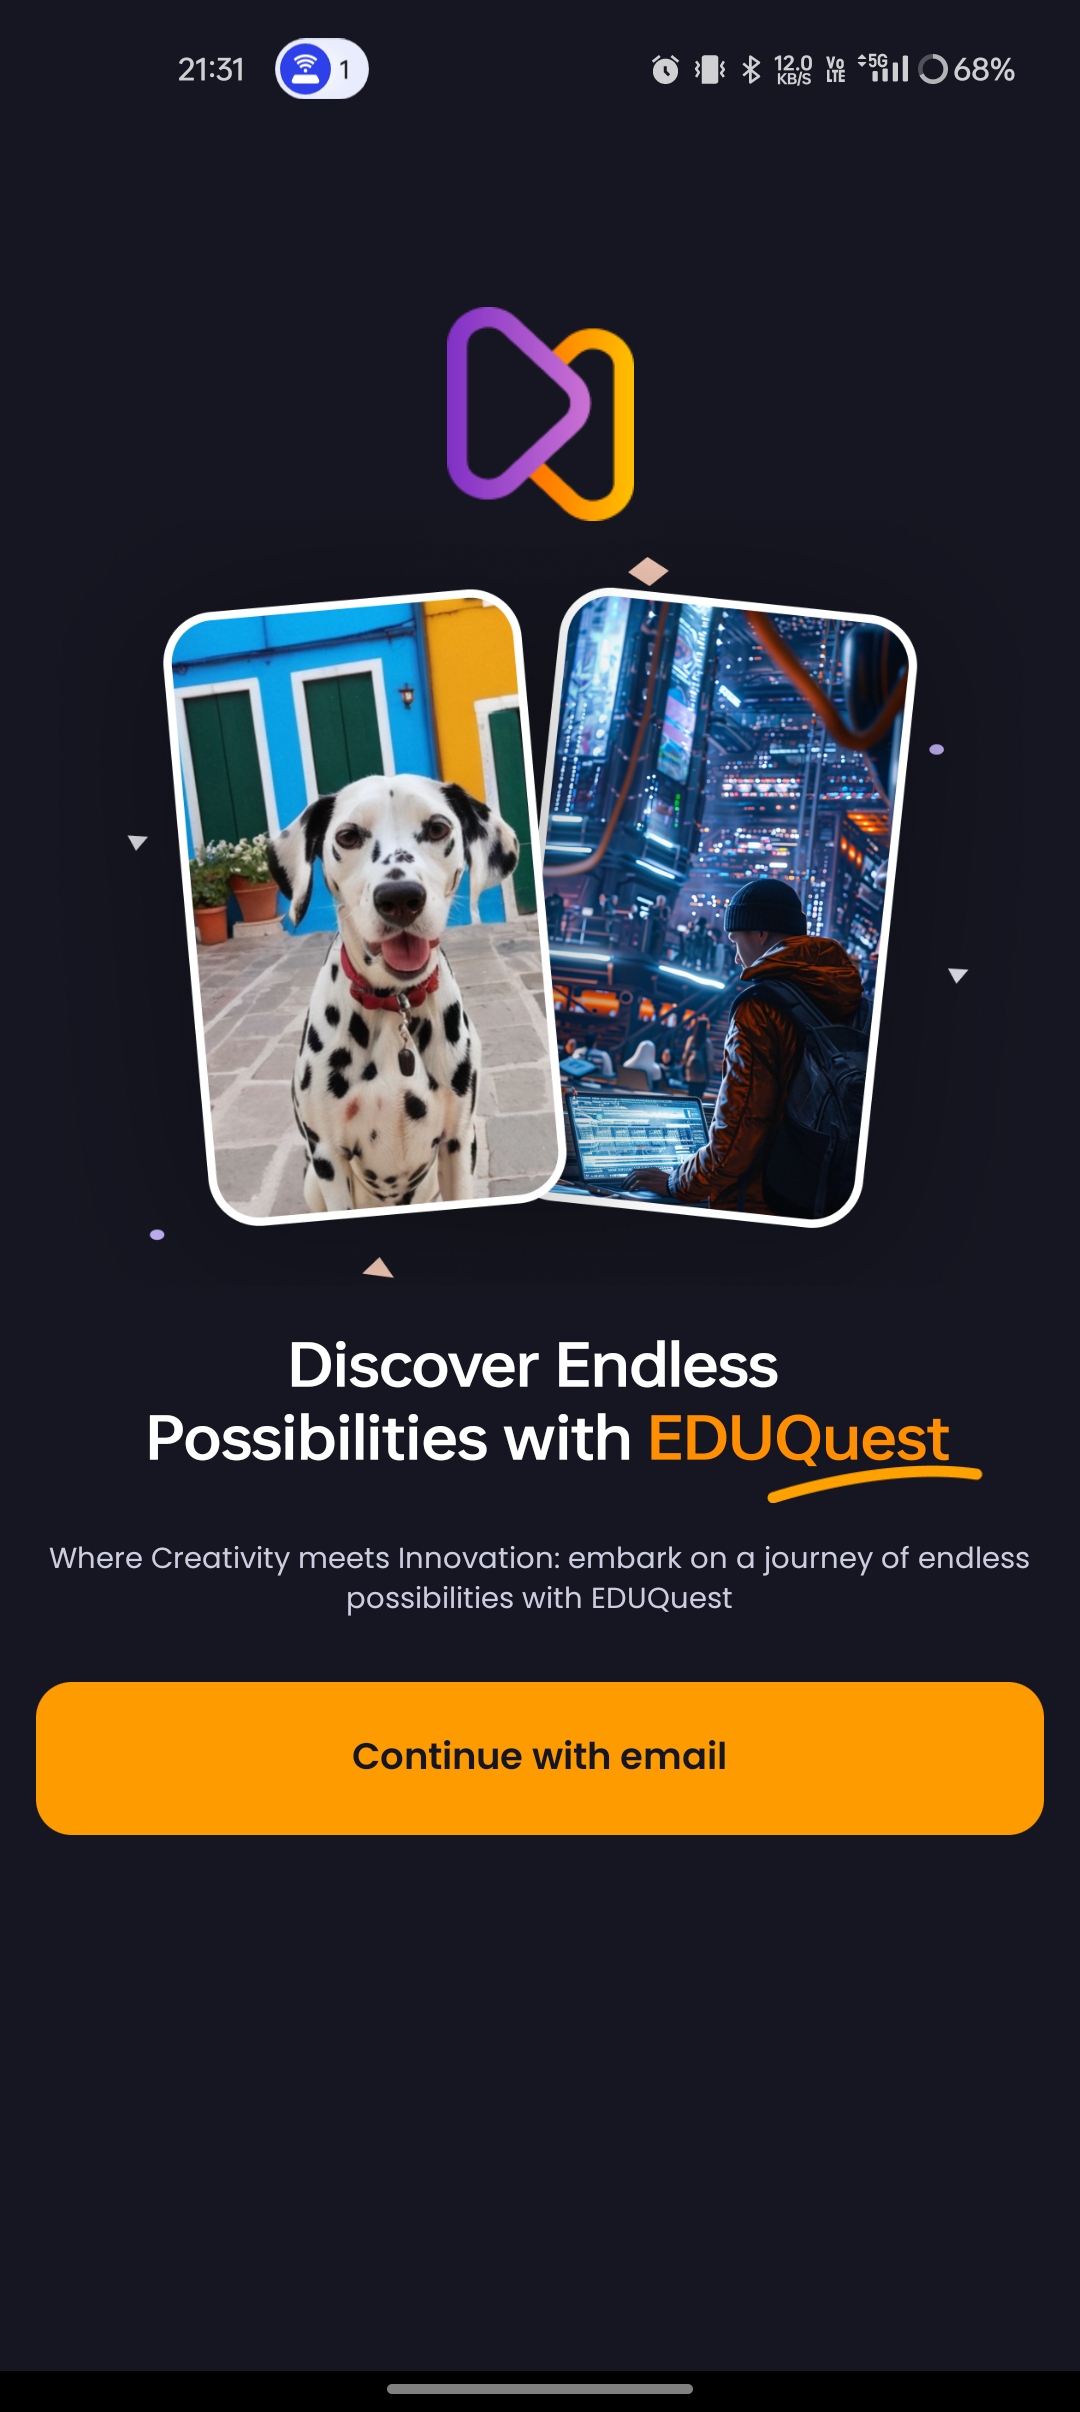 21:31
1
12.0
KB/S
Vo
LTE
5G
68%
Discover Endless
Possibilities with EDUQuest
Where Creativity meets Innovation: embark on a journey of endless
possibilities with EDUQuest
Continue with email